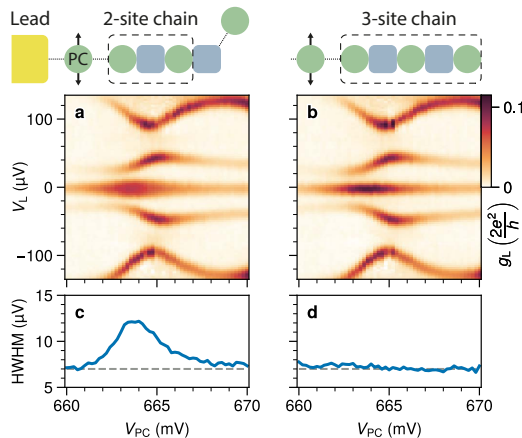 Lead
2-site chain
3-site chain
PC
a
b
100
0
−100
V_L (µV)
0.1
0
g_L (2e²/h)
c
d
15
10
5
HWHM (µV)
660
665
670
660
665
670
V_PC (mV)
V_PC (mV)